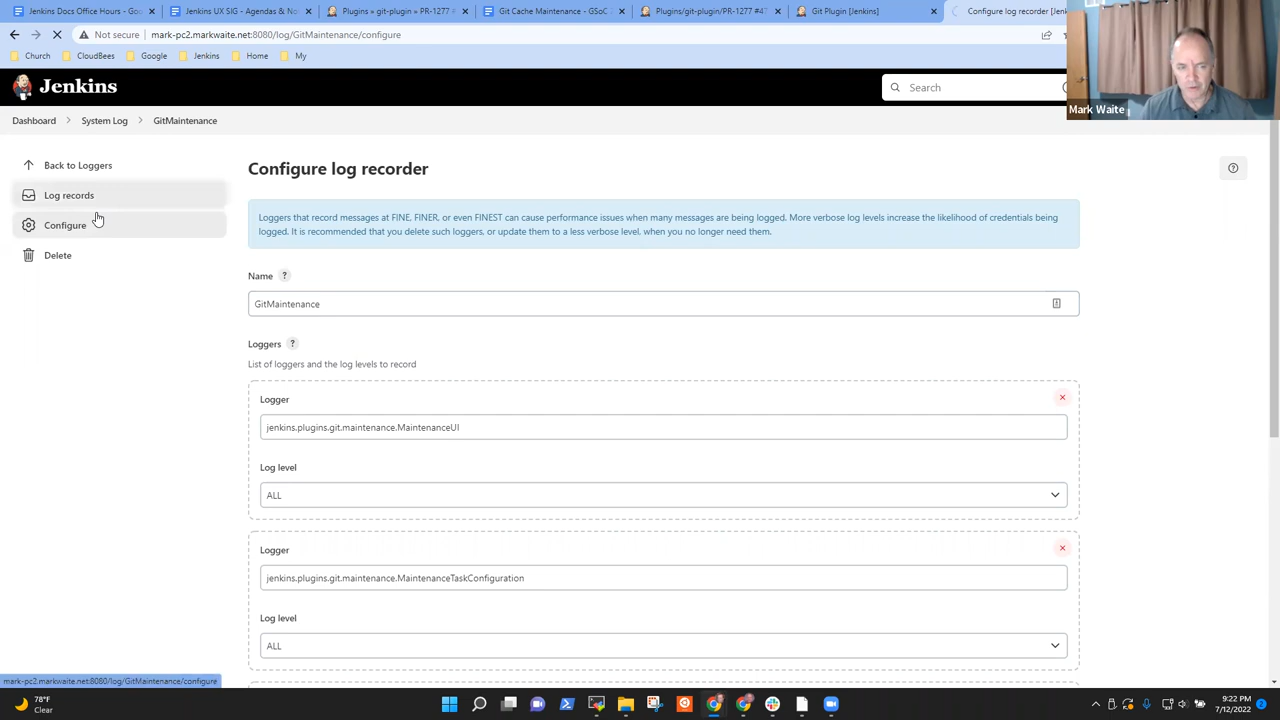 Jenkins Docs Office Hours - Goo
Jenkins UX SIG - Agendas & No
Plugins » git-plugin » PR-1277
Git Cache Maintenance - GSoC
Plugins/git-plugin/PR-1277 #47
Git Plugin [Jenkins]
Configure log recorder [Jenkins
Not secure
mark-pc2.markwaite.net:8080/log/GitMaintenance/configure
Church
CloudBees
Google
Jenkins
Home
My
Mark Waite
Jenkins
Search
Dashboard
System Log
GitMaintenance
Back to Loggers
Log records
Configure
Delete
Configure log recorder
Loggers that record messages at FINE, FINER, or even FINEST can cause performance issues when many messages are being logged. More verbose log levels increase the likelihood of credentials being
logged. It is recommended that you delete such loggers, or update them to a less verbose level, when you no longer need them.
Name ?
GitMaintenance
Loggers ?
List of loggers and the log levels to record
Logger
jenkins.plugins.git.maintenance.MaintenanceUI
Log level
ALL
Logger
jenkins.plugins.git.maintenance.MaintenanceTaskConfiguration
Log level
ALL
mark-pc2.markwaite.net:8080/log/GitMaintenance/configure
78°F
Clear
9:22 PM
7/12/2022
2